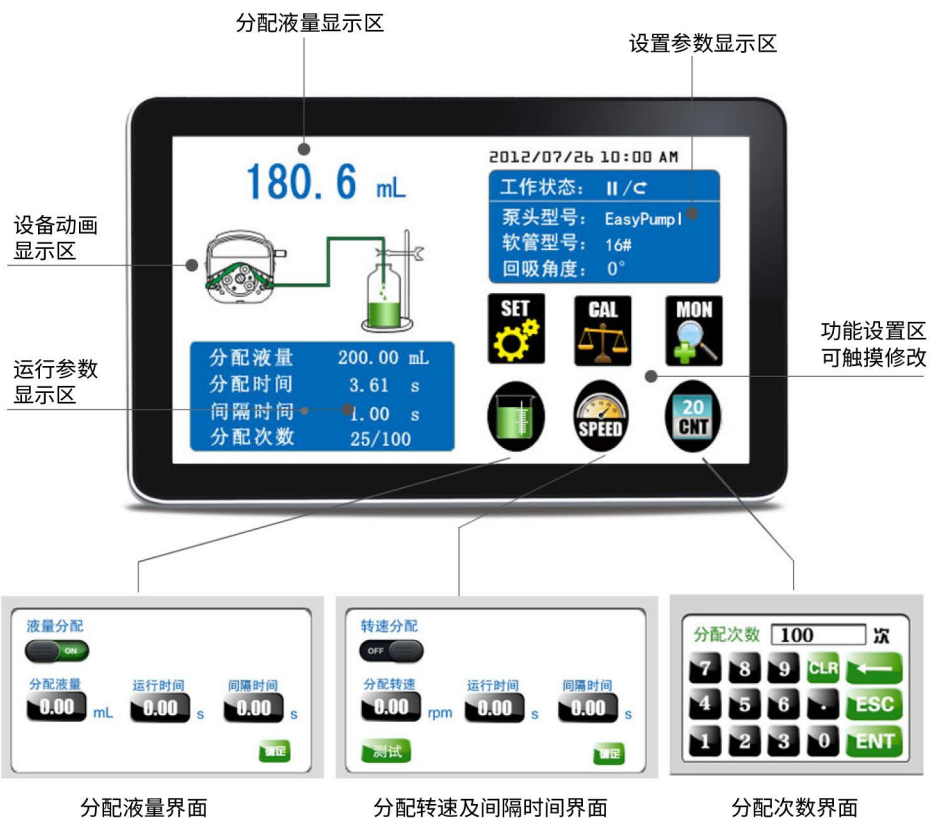 分配液量显示区
设置参数显示区
2012/07/26 10:00 AM
180.6 mL
工作状态: /
泵头型号: EasyPumpI
软管型号: 16#
回吸角度: 0°
设备动画
显示区
SET
CAL
MON
功能设置区
可触摸修改
运行参数
显示区
分配液量 200.00 mL
分配时间 3.61 s
间隔时间 1.00 s
分配次数 25/100
SPEED
20
CNT
液量分配
ON
分配液量 运行时间 间隔时间
0.00 mL 0.00 s 0.00 s
确定
转速分配
OFF
分配转速 运行时间 间隔时间
0.00 rpm 0.00 s 0.00 s
测试 确定
分配次数 100 次
7 8 9 CLR
4 5 6 . ESC
1 2 3 0 ENT
分配液量界面
分配转速及间隔时间界面
分配次数界面